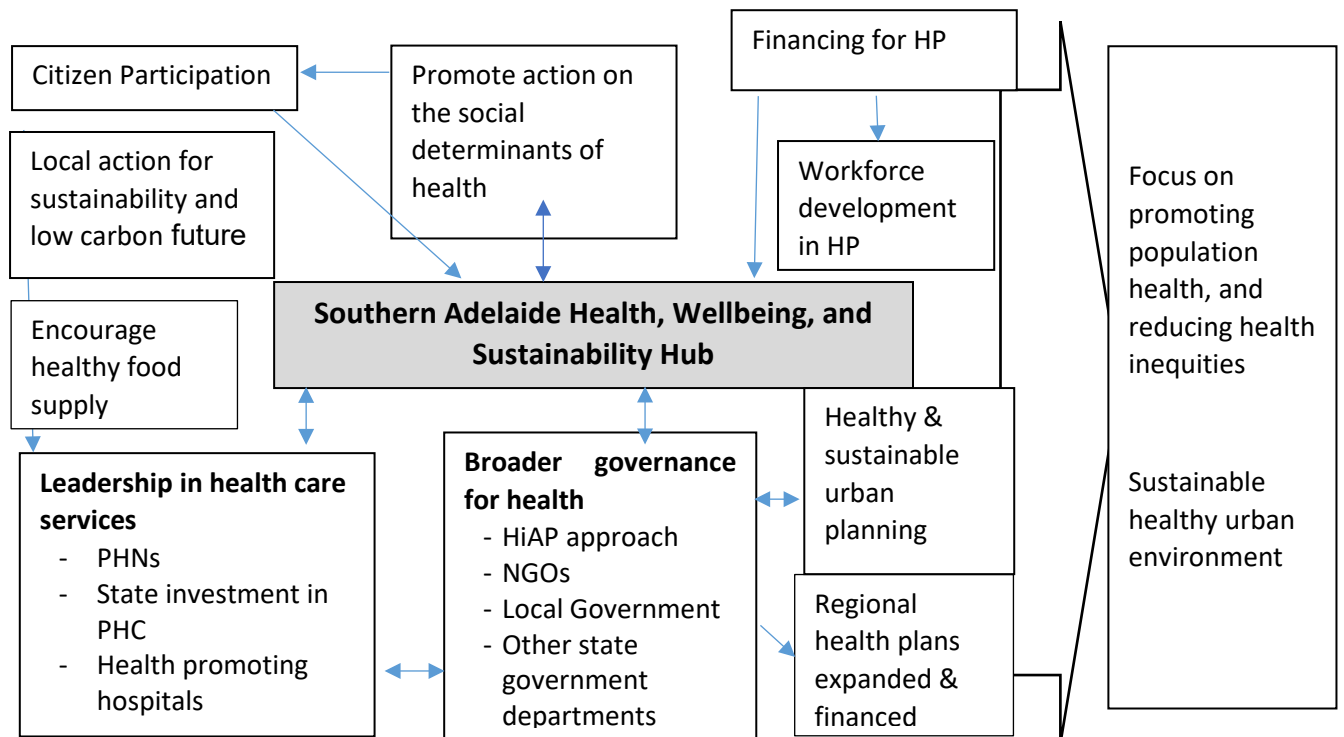 Citizen Participation
Promote action on
the social
determinants of
health
Financing for HP
Local action for
sustainability and
low carbon future
Workforce
development
in HP
Focus on
promoting
population
health, and
reducing health
inequities
Sustainable
healthy urban
environment
Southern Adelaide Health, Wellbeing, and
Sustainability Hub
Encourage
healthy food
supply
Healthy &
sustainable
urban
planning
Leadership in health care
services
- PHNs
- State investment in
PHC
- Health promoting
hospitals
Broader governance
for health
- HiAP approach
- NGOs
- Local Government
- Other state
government
departments
Regional
health plans
expanded &
financed